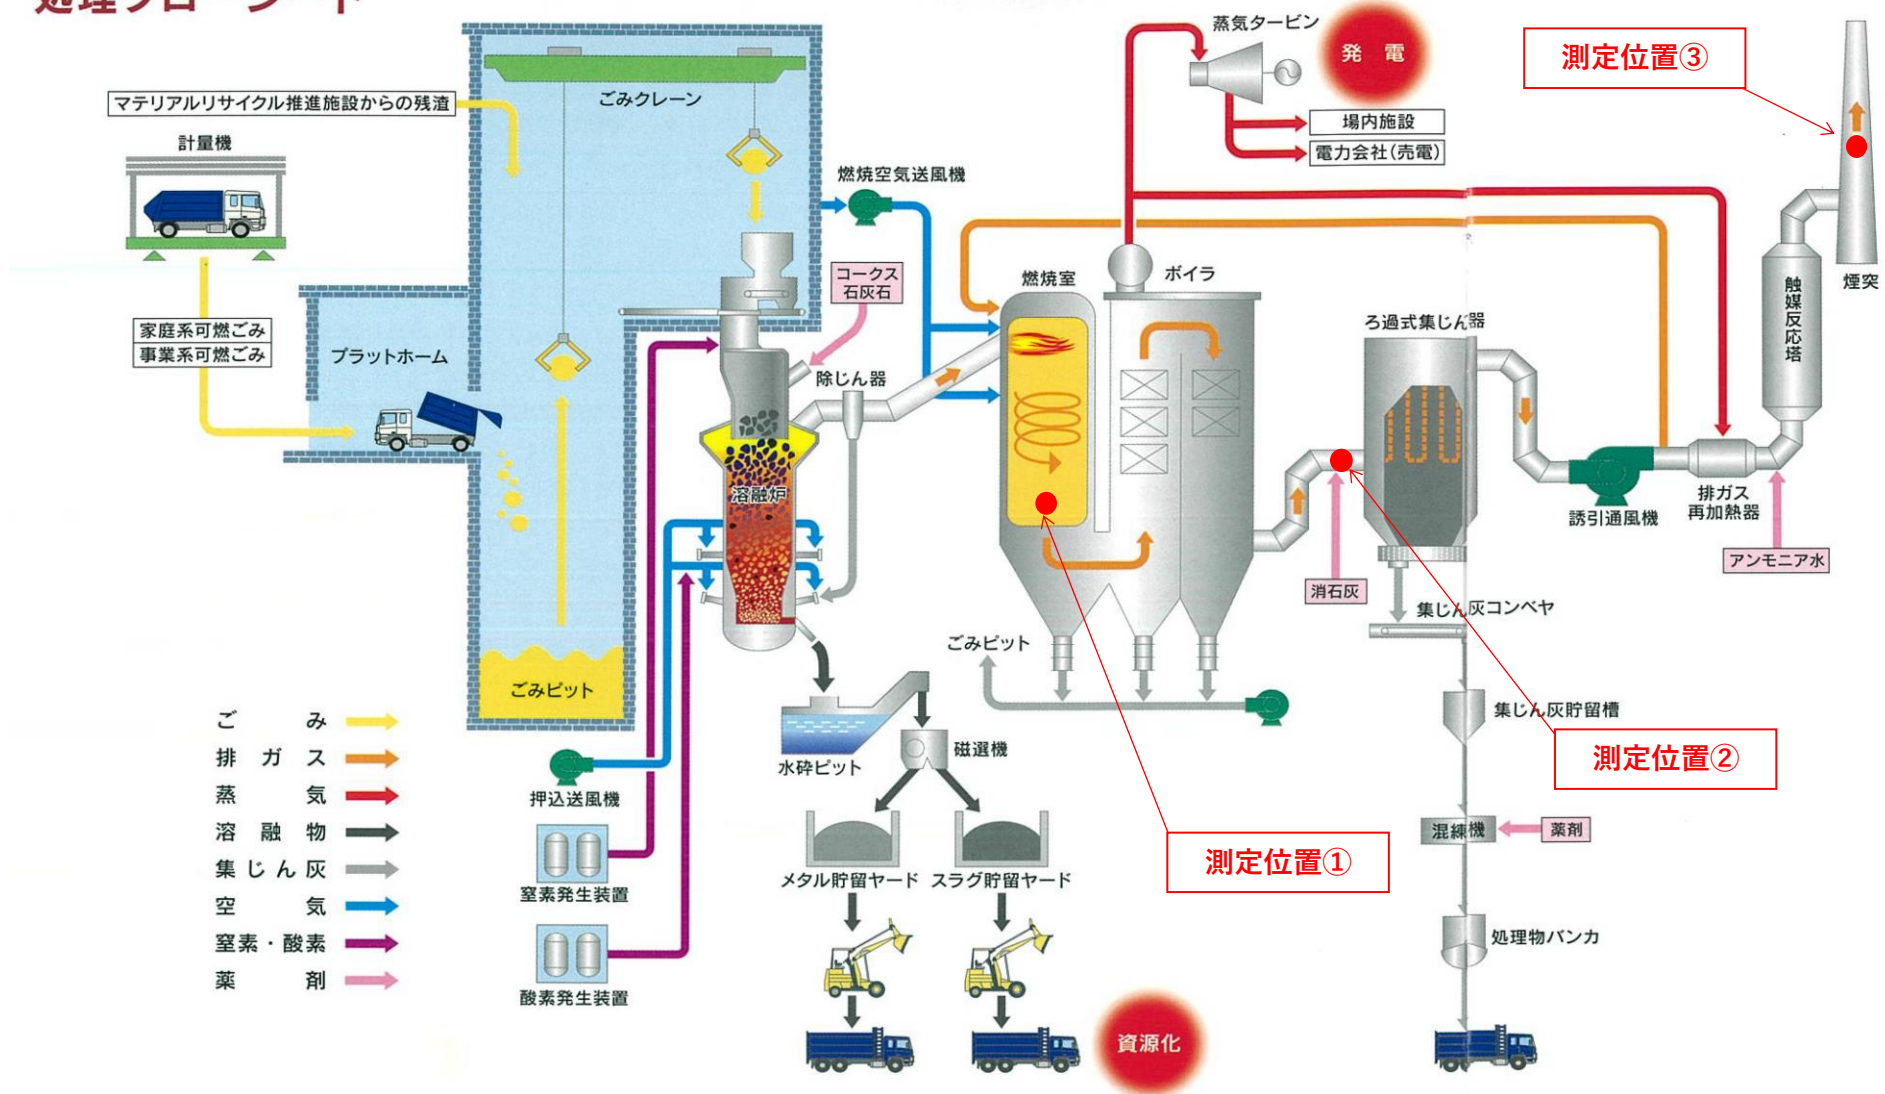 処理フローシート
マテリアルリサイクル推進施設からの残渣
計量機
家庭系可燃ごみ
事業系可燃ごみ
プラットホーム
ごみクレーン
ごみピット
コークス
石灰石
除じん器
溶融炉
燃焼空気送風機
蒸気タービン
発電
場内施設
電力会社(売電)
燃焼室
ボイラ
ろ過式集じん器
触媒反応塔
煙突
誘引通風機
排ガス
再加熱器
アンモニア水
消石灰
集じん灰コンベヤ
集じん灰貯留槽
混練機
薬剤
処理物バンカ
ごみピット
水砕ピット
磁選機
メタル貯留ヤード
スラグ貯留ヤード
資源化
押込送風機
窒素発生装置
酸素発生装置
測定位置①
測定位置②
測定位置③
ごみ
排ガス
蒸気
溶融物
集じん灰
空気
窒素・酸素
薬剤